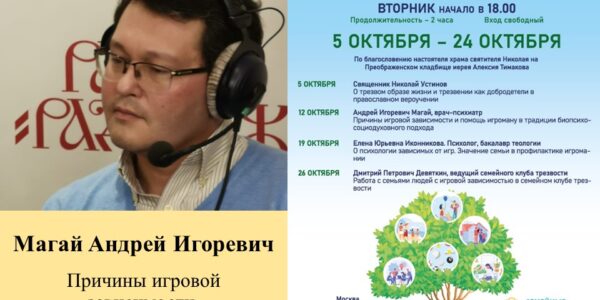 Магай Андрей Игоревич
Причины игровой
ВТОРНИК НАЧАЛО В 18.00
Продолжительность – 2 часа Вход свободный
5 ОКТЯБРЯ – 24 ОКТЯБРЯ
По благословению настоятеля храма святителя Николая на
Преображенском кладбище иерея Алексия Тимакова
5 ОКТЯБРЯ Священник Николай Устинов
О трезвом образе жизни и трезвении как добродетели в
православном вероучении
12 ОКТЯБРЯ Андрей Игоревич Магай, врач-психиатр
Причины игровой зависимости и помощь игроману в традиции биопсихо-
социодуховного подхода
19 ОКТЯБРЯ Елена Юрьевна Иконникова. Психолог, бакалавр теологии
О психологии зависимых от игр. Значение семьи в профилактике игрома-
нии
26 ОКТЯБРЯ Дмитрий Петрович Девяткин, ведущий семейного клуба трезвости
Работа с семьями людей с игровой зависимостью в семейном клубе трез-
вости
Москва